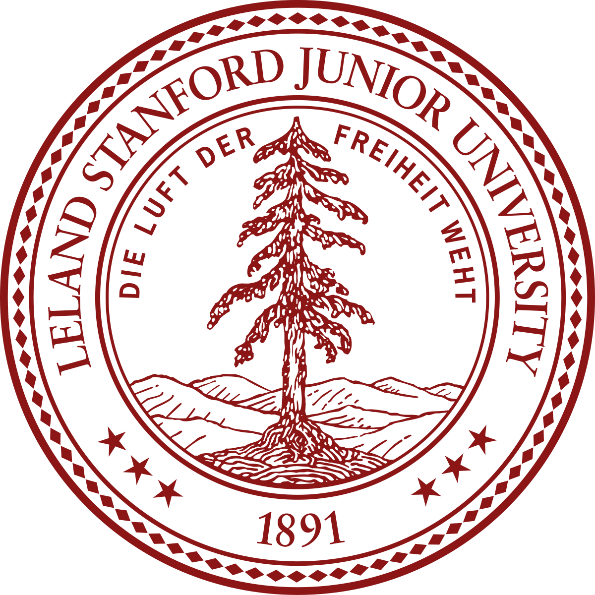 LELAND STANFORD JUNIOR UNIVERSITY
DIE LUFT DER FREIHEIT WEHT
1891